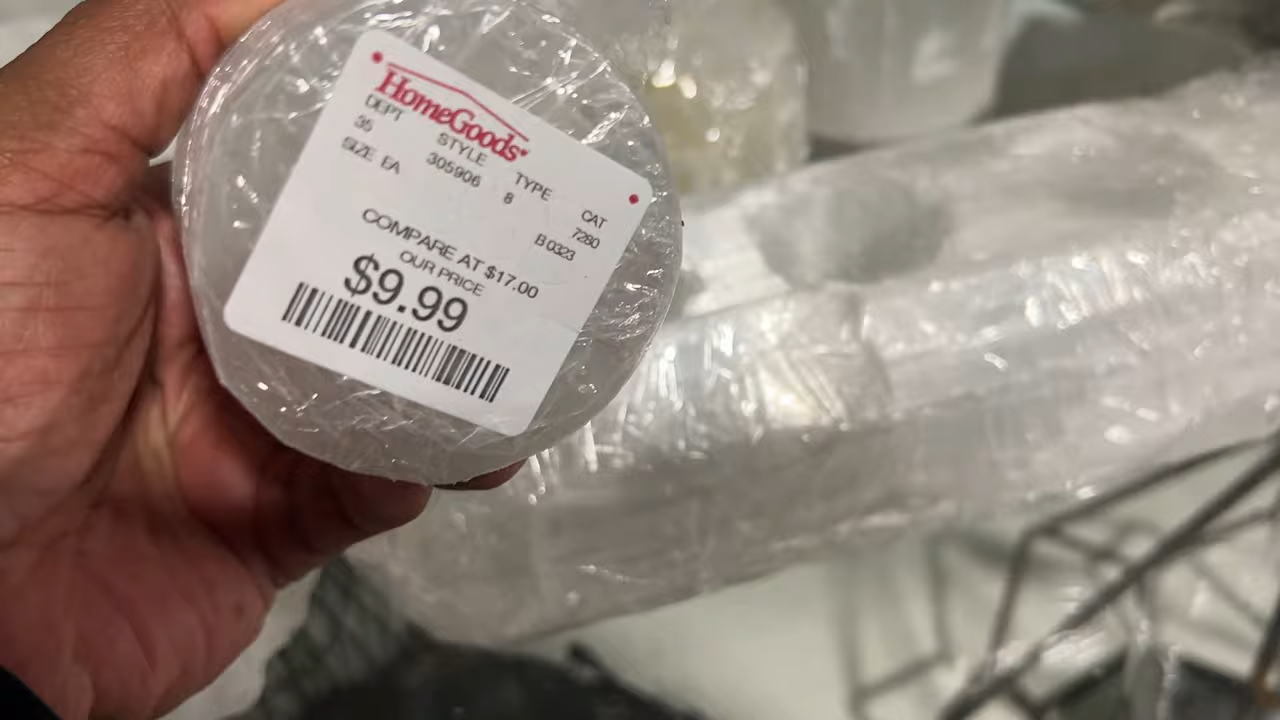 HomeGoods
DEPT STYLE TYPE CAT
35 305906 8 7280
SIZE EA B0323
COMPARE AT $17.00
OUR PRICE
$9.99